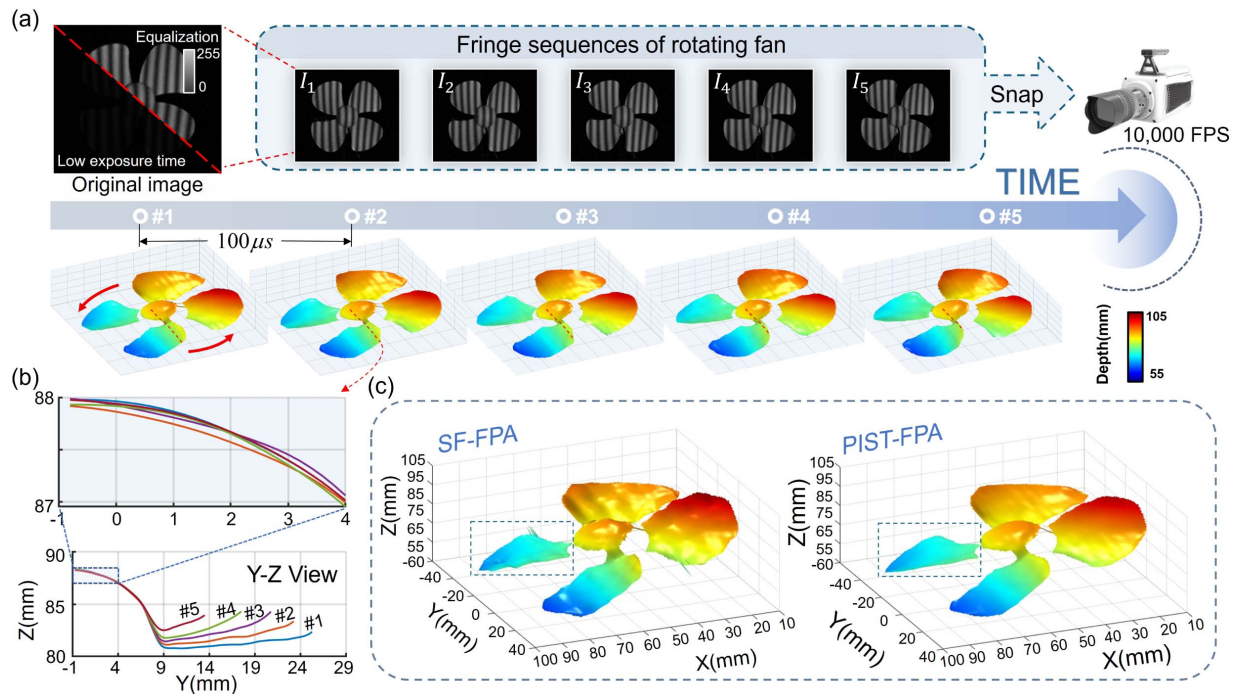 (a)
Equalization
255
0
Low exposure time
Original image
Fringe sequences of rotating fan
I1
I2
I3
I4
I5
Snap
10,000 FPS
TIME
#1
#2
#3
#4
#5
100μs
Depth(mm)
105
55
(b)
88
87
-1 0 1 2 3 4
90
85
80
Z(mm)
Y-Z View
#5 #4 #3 #2 #1
-1 4 9 14 19 24 29
Y(mm)
(c)
SF-FPA
105
95
85
75
65
55
Z(mm)
-60
-40
-20
0
20
40
Y(mm)
100 90 80 70 60 50 40 30 20 10
X(mm)
PIST-FPA
105
95
85
75
65
55
Z(mm)
-60
-40
-20
0
20
40
Y(mm)
100 90 80 70 60 50 40 30 20 10
X(mm)